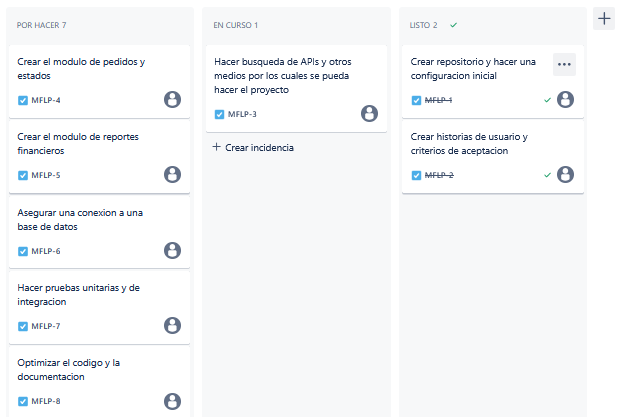 POR HACER 7
Crear el modulo de pedidos y
estados
MFLP-4
Crear el modulo de reportes
financieros
MFLP-5
Asegurar una conexion a una
base de datos
MFLP-6
Hacer pruebas unitarias y de
integracion
MFLP-7
Optimizar el codigo y la
documentacion
MFLP-8
EN CURSO 1
Hacer busqueda de APIs y otros
medios por los cuales se pueda
hacer el proyecto
MFLP-3
+ Crear incidencia
LISTO 2
Crear repositorio y hacer una
configuracion inicial
MFLP-1
Crear historias de usuario y
criterios de aceptacion
MFLP-2